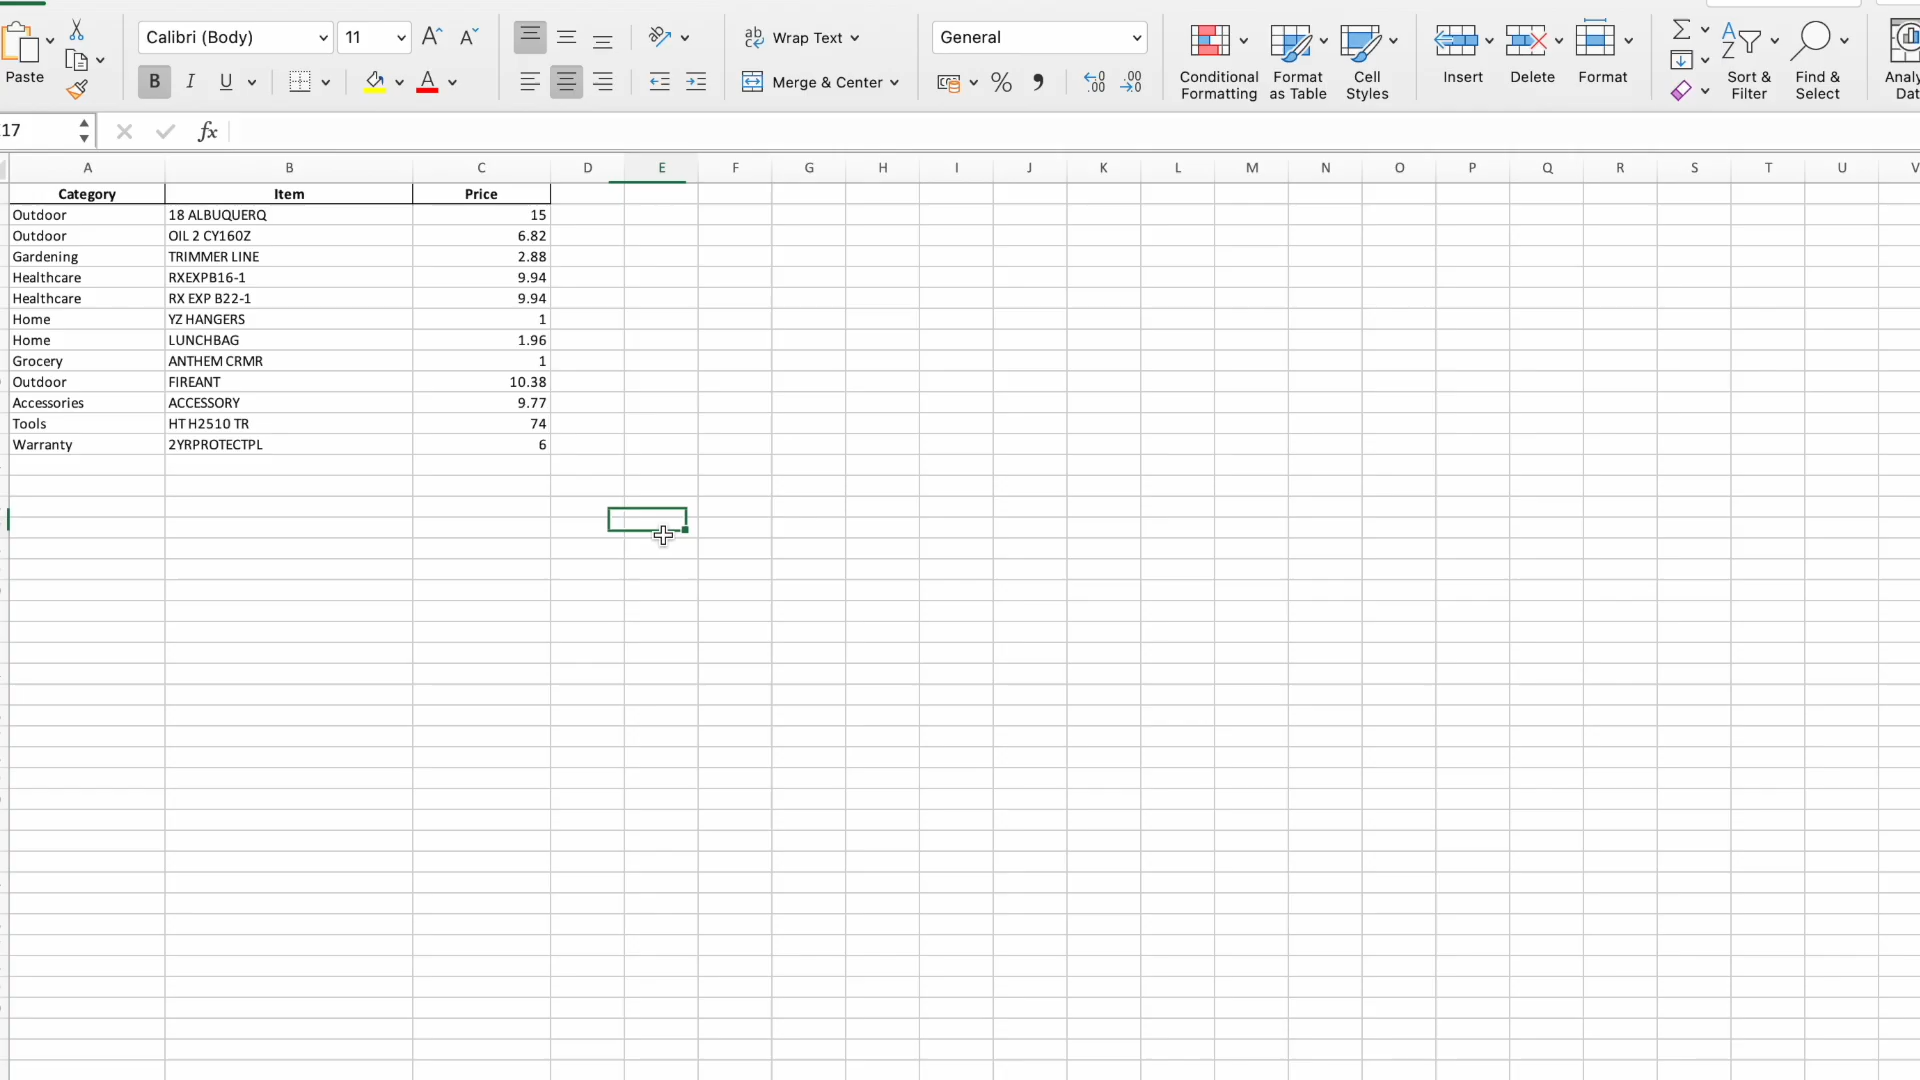 Calibri (Body) 11 A^ A˅ Wrap Text General
Paste B I U A Merge & Center % Conditional Formatting Format as Table Cell Styles Insert Delete Format Sort & Filter Find & Select
17 fx
A B C D E F G H I J K L M N O P Q R S T U V
Category Item Price
Outdoor 18 ALBUQUERQ 15
Outdoor OIL 2 CY160Z 6.82
Gardening TRIMMER LINE 2.88
Healthcare RXEXPB16-1 9.94
Healthcare RX EXP B22-1 9.94
Home YZ HANGERS 1
Home LUNCHBAG 1.96
Grocery ANTHEM CRMR 1
Outdoor FIREANT 10.38
Accessories ACCESSORY 9.77
Tools HT H2510 TR 74
Warranty 2YRPROTECTPL 6